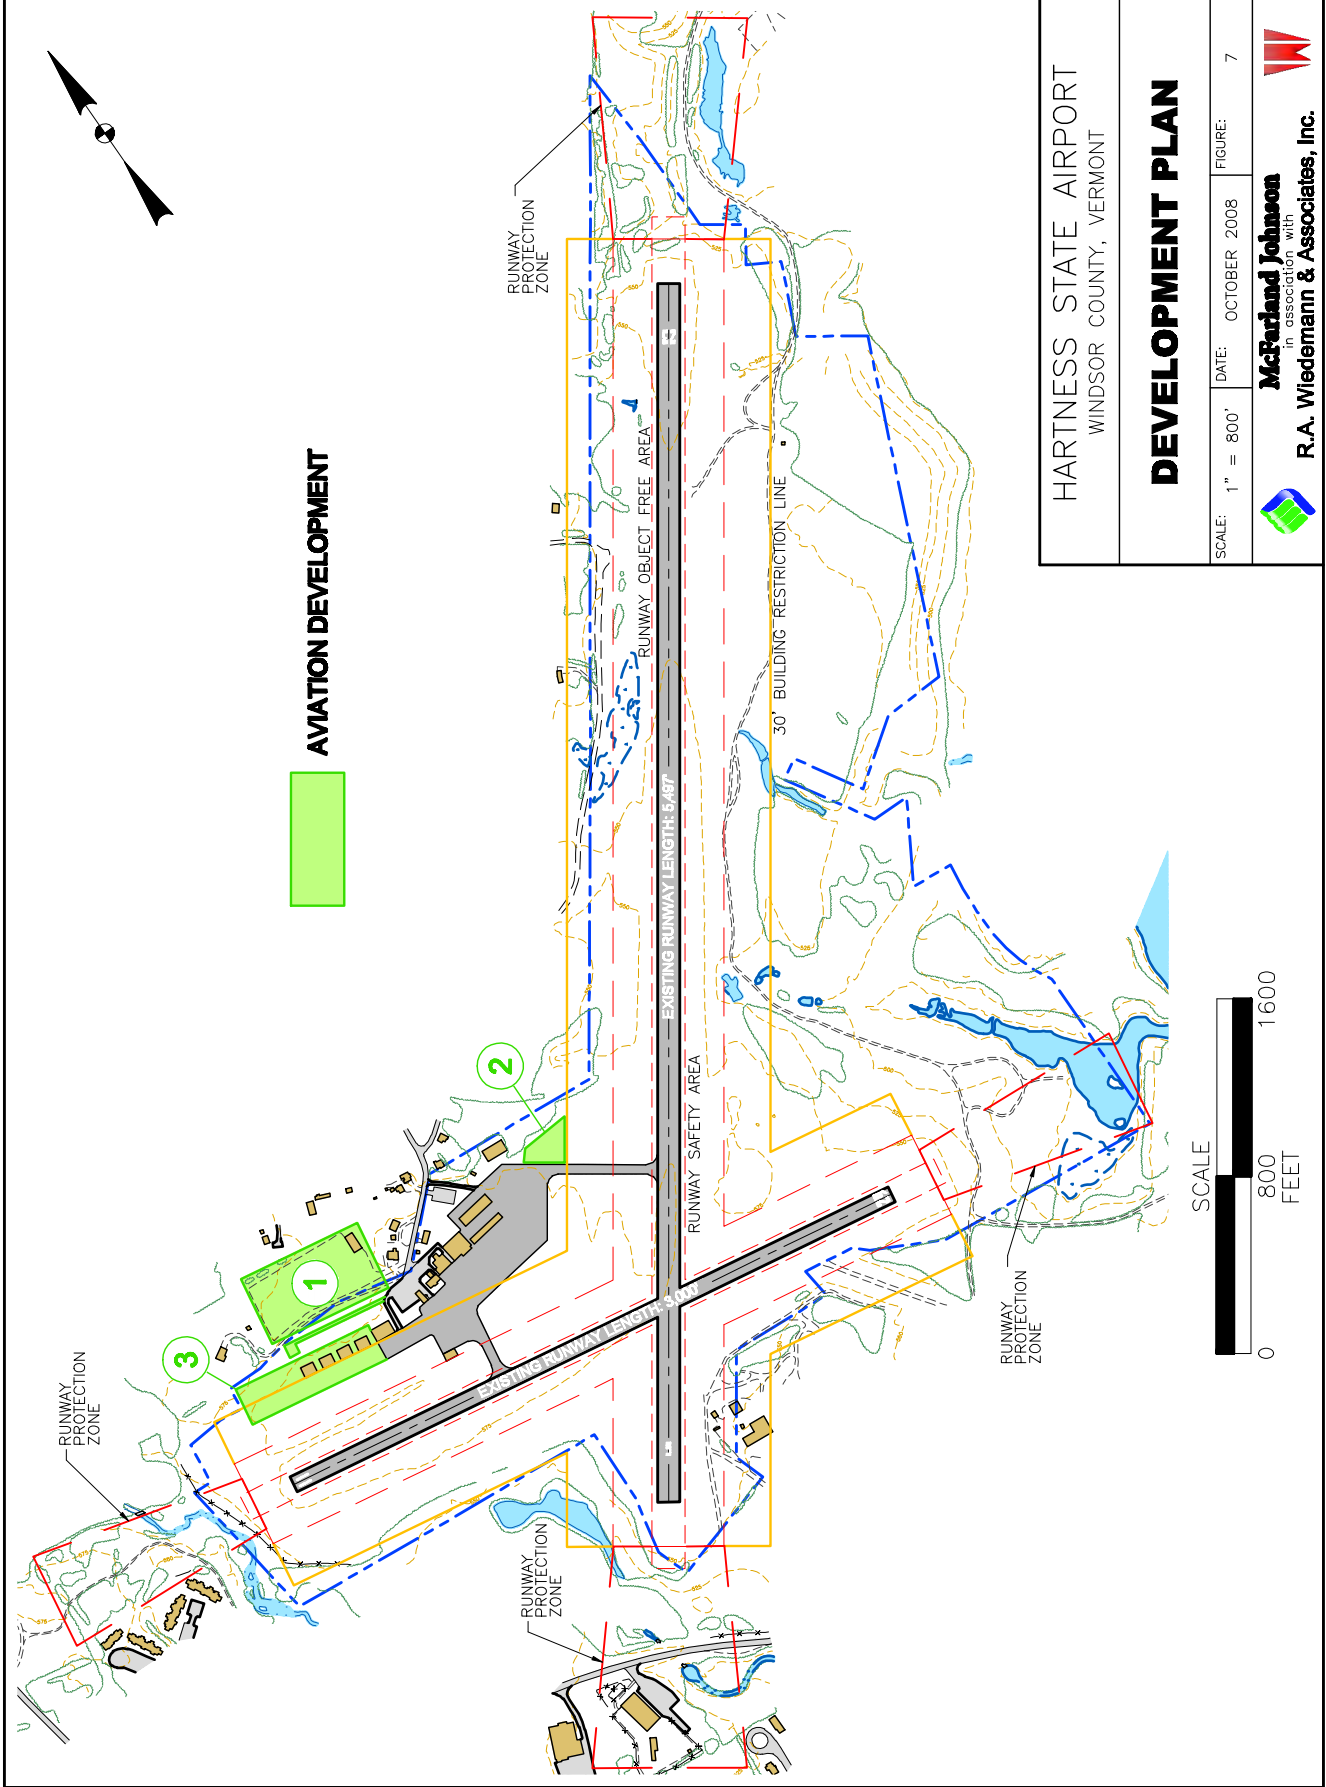 RUNWAY
PROTECTION
ZONE
RUNWAY
PROTECTION
ZONE
RUNWAY
PROTECTION
ZONE
RUNWAY
PROTECTION
ZONE
AVIATION DEVELOPMENT
1
2
3
RUNWAY OBJECT FREE AREA
EXISTING RUNWAY LENGTH: 5,497'
RUNWAY SAFETY AREA
30' BUILDING RESTRICTION LINE
EXISTING RUNWAY LENGTH: 3,000'
SCALE
0 800 1600
FEET
HARTNESS STATE AIRPORT
WINDSOR COUNTY, VERMONT
DEVELOPMENT PLAN
SCALE: 1" = 800' DATE: OCTOBER 2008 FIGURE: 7
McFarland Johnson
in association with
R.A. Wiedemann & Associates, Inc.